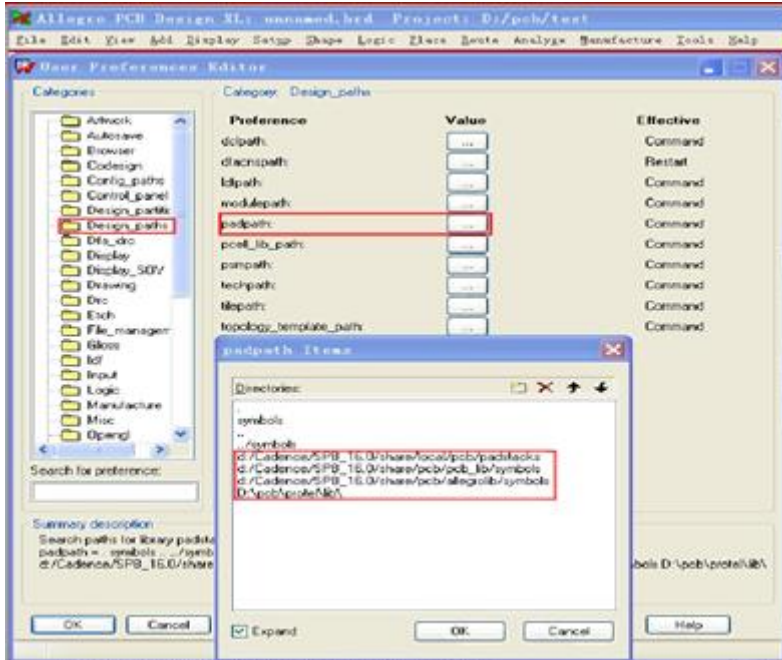 Allegro PCB Design XL: unnamed.brd Project: D:/pcb/test
File Edit View Add Display Setup Shape Logic Place Route Analyze Manufacture Tools Help
User Preferences Editor
Categories
Category: Design_paths
Preference Value Effective
Artwork
Autosave
Browser
Codesign
Config_paths
Control_panel
Design_partitic
Design_paths
Dfa_drc
Display
Display_SGV
Drawing
Drc
Etch
File_managem
Gloss
Idf
Input
Logic
Manufacture
Misc
Opengl
dclpath: ... Command
dfacnspath: ... Restart
ldfpath: ... Command
modulepath: ... Command
padpath: ... Command
pcell_lib_path: ... Command
psmpath: ... Command
techpath: ... Command
tilepath: ... Command
topology_template_path: ... Command
Search for preference:
padpath Items
Directories:
.
symbols
..
../symbols
d:/Cadence/SPB_16.0/share/local/pcb/padstacks
d:/Cadence/SPB_16.0/share/pcb/pcb_lib/symbols
d:/Cadence/SPB_16.0/share/pcb/allegrolib/symbols
D:\pcb\protel\lib\
Expand
OK
Cancel
Summary description
Search paths for library padsta
padpath = . symbols .. ../symb
d:/Cadence/SPB_16.0/share
bols D:\pcb\protel\lib\
OK
Cancel
Help